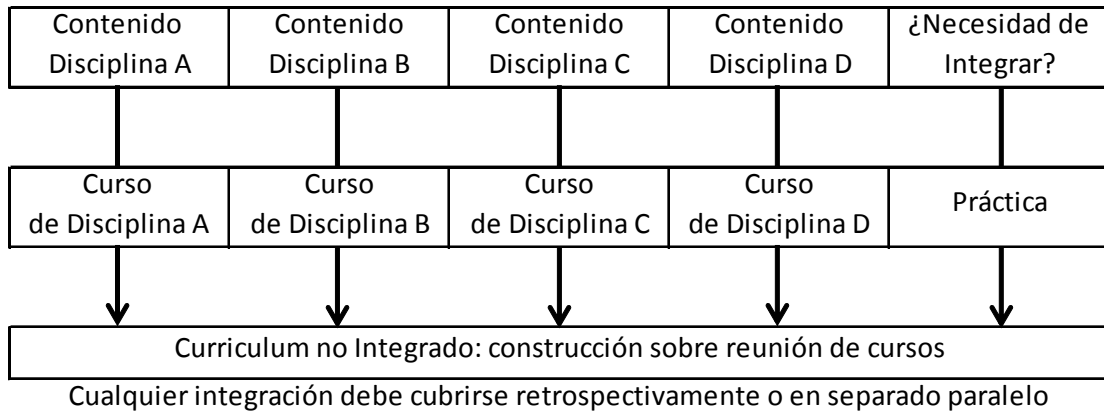 Contenido
Disciplina A
Contenido
Disciplina B
Contenido
Disciplina C
Contenido
Disciplina D
¿Necesidad de
Integrar?
Curso
de Disciplina A
Curso
de Disciplina B
Curso
de Disciplina C
Curso
de Disciplina D
Práctica
Curriculum no Integrado: construcción sobre reunión de cursos
Cualquier integración debe cubrirse retrospectivamente o en separado paralelo